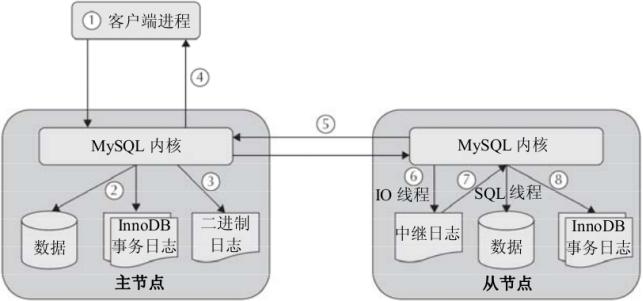 ① 客户端进程
④
⑤
MySQL 内核
MySQL 内核
②
③
⑥
⑦
⑧
IO 线程
SQL 线程
数据
InnoDB
事务日志
二进制
日志
中继日志
数据
InnoDB
事务日志
主节点
从节点